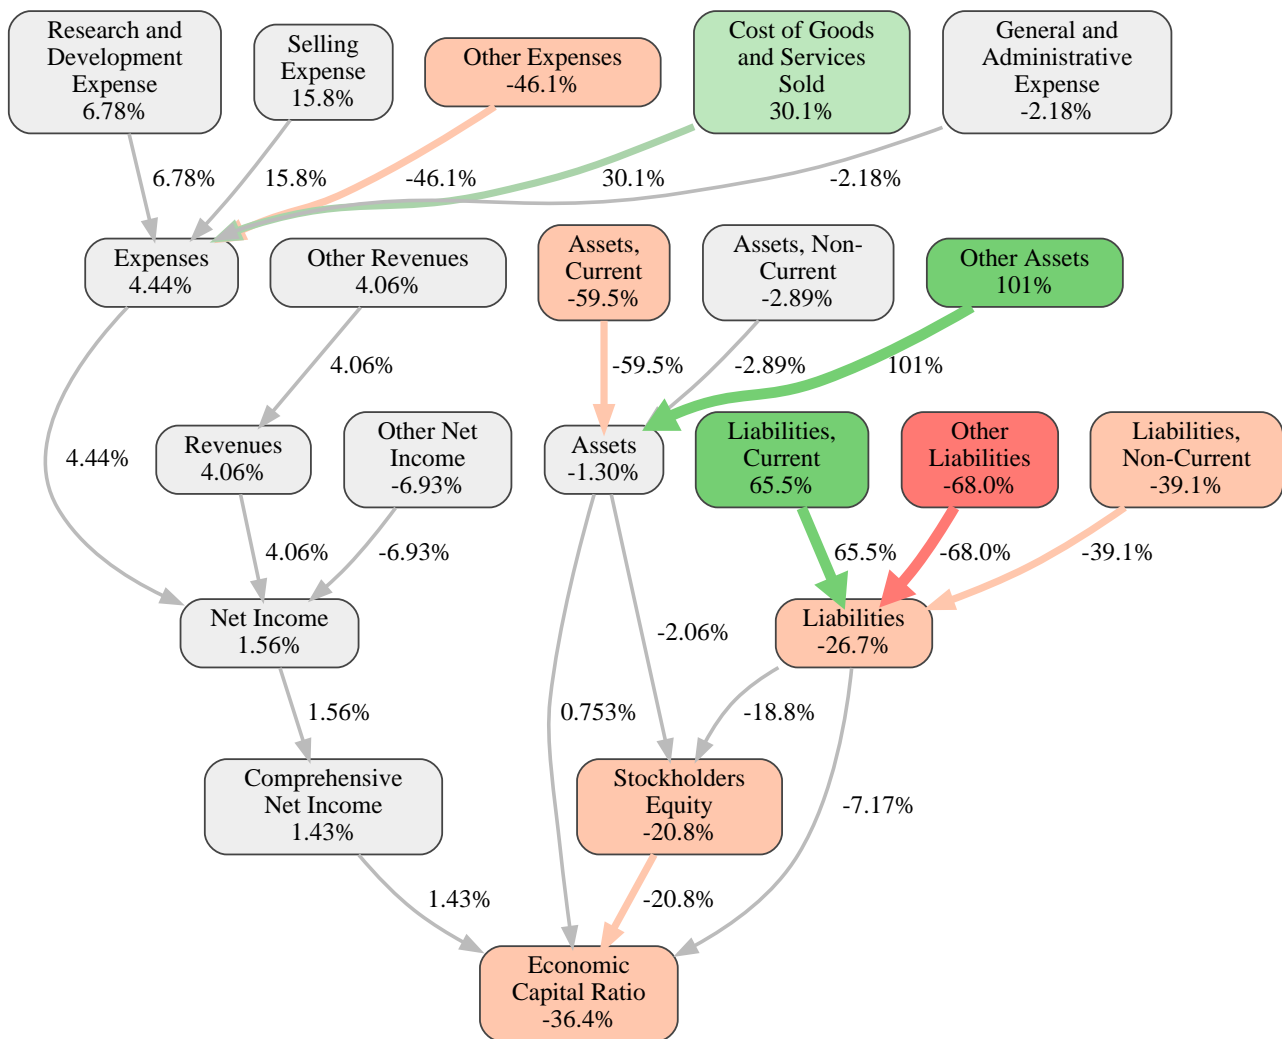 Research and
Development
Expense
6.78%
Selling
Expense
15.8%
Other Expenses
-46.1%
Cost of Goods
and Services
Sold
30.1%
General and
Administrative
Expense
-2.18%
6.78%
15.8%
-46.1%
30.1%
-2.18%
Expenses
4.44%
Other Revenues
4.06%
Assets,
Current
-59.5%
Assets, Non-
Current
-2.89%
Other Assets
101%
4.06%
-59.5%
-2.89%
101%
4.44%
Revenues
4.06%
Other Net
Income
-6.93%
Assets
-1.30%
Liabilities,
Current
65.5%
Other
Liabilities
-68.0%
Liabilities,
Non-Current
-39.1%
4.06%
-6.93%
65.5%
-68.0%
-39.1%
Net Income
1.56%
-2.06%
Liabilities
-26.7%
1.56%
0.753%
-18.8%
Comprehensive
Net Income
1.43%
Stockholders
Equity
-20.8%
-7.17%
1.43%
-20.8%
Economic
Capital Ratio
-36.4%